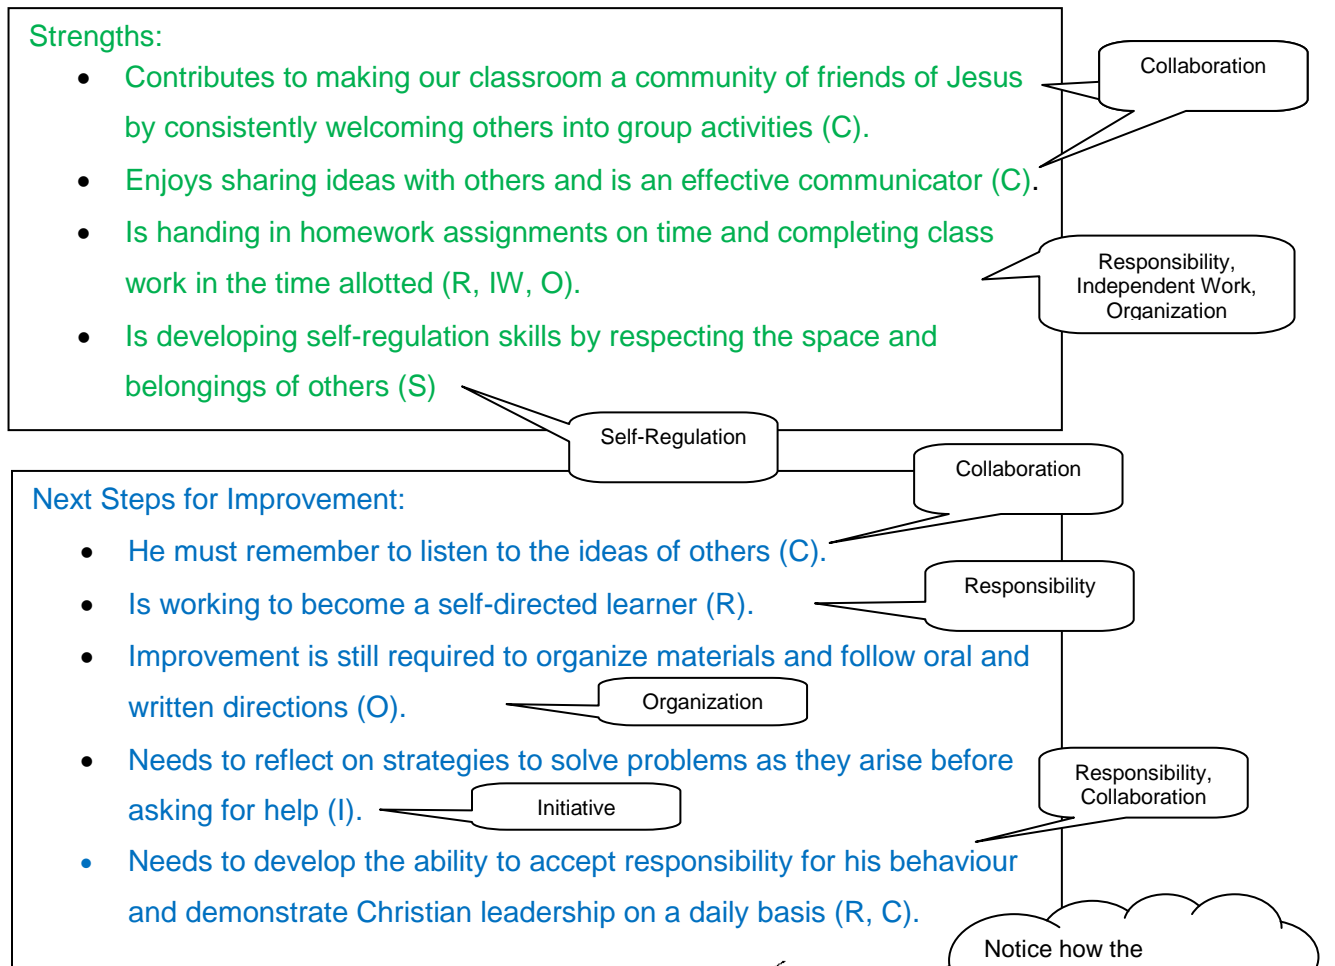 Strengths:
• Contributes to making our classroom a community of friends of Jesus
by consistently welcoming others into group activities (C).
Collaboration
• Enjoys sharing ideas with others and is an effective communicator (C).
• Is handing in homework assignments on time and completing class
work in the time allotted (R, IW, O).
Responsibility,
Independent Work,
Organization
• Is developing self-regulation skills by respecting the space and
belongings of others (S)
Self-Regulation
Next Steps for Improvement:
Collaboration
• He must remember to listen to the ideas of others (C).
• Is working to become a self-directed learner (R).
Responsibility
• Improvement is still required to organize materials and follow oral and
written directions (O).
Organization
• Needs to reflect on strategies to solve problems as they arise before
asking for help (I).
Initiative
Responsibility,
Collaboration
• Needs to develop the ability to accept responsibility for his behaviour
and demonstrate Christian leadership on a daily basis (R, C).
Notice how the